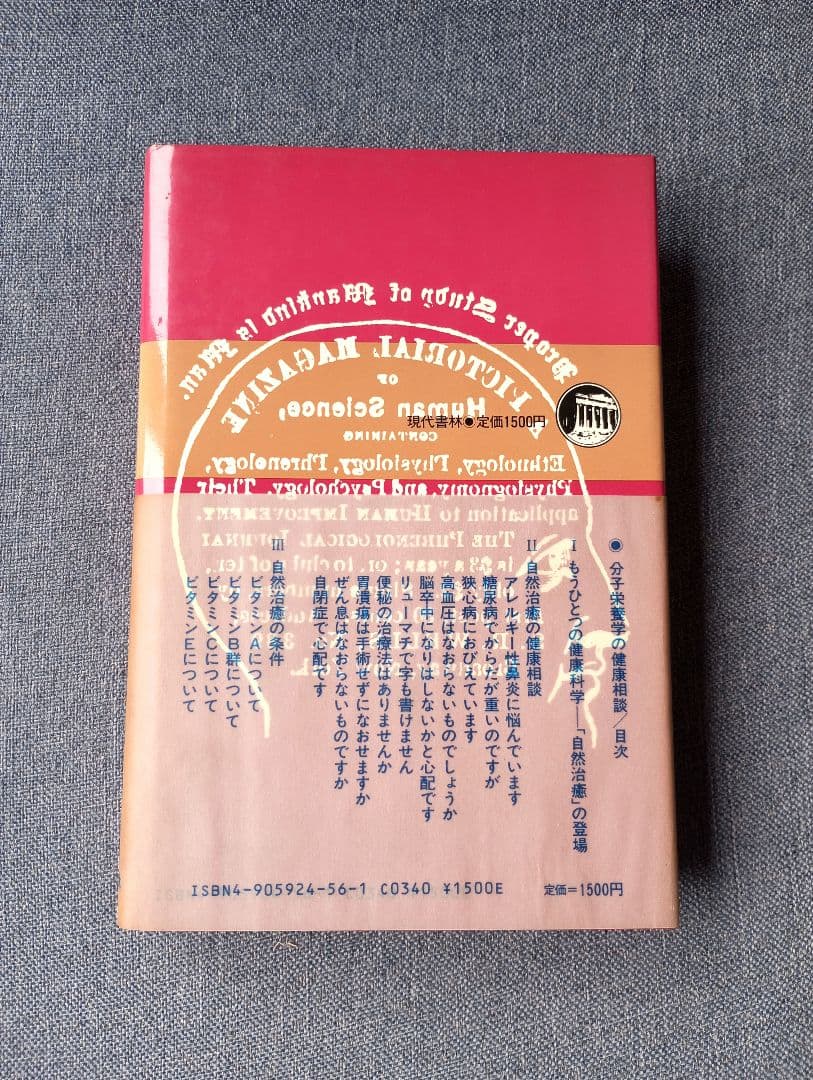 Proper Study of Mankind is Man.
PICTORIAL MAGAZINE
OF
Human Science,
CONTAINING
Ethnology, Physiology, Phrenology,
Physiognomy, and Psychology, Their
application to HUMAN IMPROVEMENT.
THE PHRENOLOGICAL JOURNAL
現代書林●定価1500円
● 分子栄養学の健康相談/目次
I もうひとつの健康科学—「自然治癒」の登場
II 自然治癒の健康相談
アレルギー性鼻炎に悩んでいます
糖尿病でからだが重いのですが
狭心病におびえています
高血圧はなおらないものでしょうか
脳卒中になりはしないかと心配です
リューマチで字も書けません
便秘の治療法はありませんか
胃潰瘍は手術せずになおせますか
ぜん息はなおらないものですか
自閉症で心配です
III 自然治癒の条件
ビタミンAについて
ビタミンB群について
ビタミンCについて
ビタミンEについて
ISBN4-905924-56-1 C0340 ¥1500E 定価=1500円